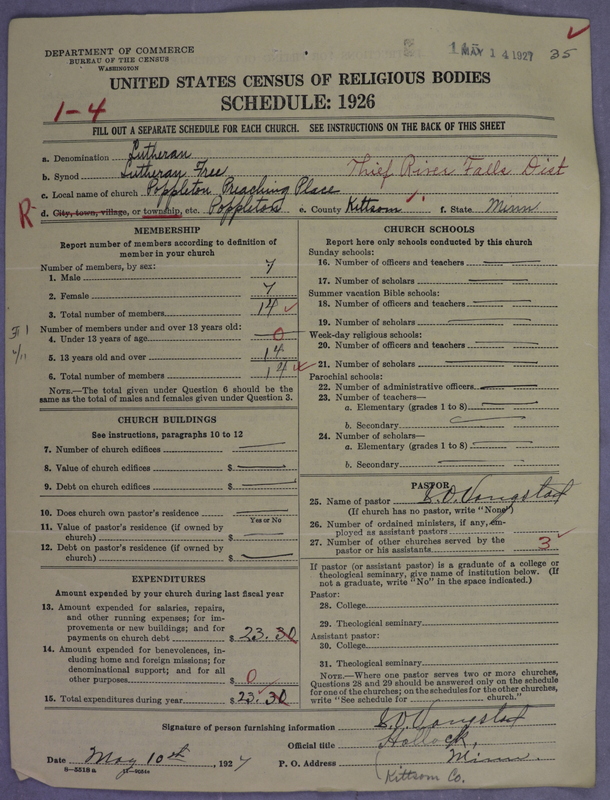 DEPARTMENT OF COMMERCE
BUREAU OF THE CENSUS
WASHINGTON
MAY 14 1927
35
UNITED STATES CENSUS OF RELIGIOUS BODIES
1-4
SCHEDULE: 1926
FILL OUT A SEPARATE SCHEDULE FOR EACH CHURCH. SEE INSTRUCTIONS ON THE BACK OF THIS SHEET
a. Denomination Lutheran
b. Synod Lutheran Free Thief River Falls Dist
c. Local name of church Poppleton Preaching Place
R- d. City, town, village, or township, etc. Poppleton e. County Kittson f. State Minn
MEMBERSHIP
Report number of members according to definition of
member in your church
Number of members, by sex:
1. Male 7
2. Female 7
3. Total number of members 14
Number of members under and over 13 years old:
4. Under 13 years of age 0
5. 13 years old and over 14
6. Total number of members 14
NOTE.—The total given under Question 6 should be
same as the total of males and females given under Question 3.
CHURCH BUILDINGS
See instructions, paragraphs 10 to 12
7. Number of church edifices
8. Value of church edifices $
9. Debt on church edifices $
10. Does church own pastor's residence
Yes or No
11. Value of pastor's residence (if owned by
church) $
12. Debt on pastor's residence (if owned by
church) $
EXPENDITURES
Amount expended by your church during last fiscal year
13. Amount expended for salaries, repairs,
and other running expenses; for im-
provements or new buildings; and for
payments on church debt $ 23.30
14. Amount expended for benevolences, in-
cluding home and foreign missions; for
denominational support; and for all
other purposes $ 0
15. Total expenditures during year $ 23.30
CHURCH SCHOOLS
Report here only schools conducted by this church
Sunday schools:
16. Number of officers and teachers
17. Number of scholars
Summer vacation Bible schools:
18. Number of officers and teachers
19. Number of scholars
Week-day religious schools:
20. Number of officers and teachers
21. Number of scholars
Parochial schools:
22. Number of administrative officers
23. Number of teachers—
a. Elementary (grades 1 to 8)
b. Secondary
24. Number of scholars—
a. Elementary (grades 1 to 8)
b. Secondary
PASTOR
25. Name of pastor S. O. Vangstad
(If church has no pastor, write "None")
26. Number of ordained ministers, if any, em-
ployed as assistant pastors
27. Number of other churches served by the
pastor or his assistants 3
If pastor (or assistant pastor) is a graduate of a college or
theological seminary, give name of institution below. (If
not a graduate, write "No" in the space indicated.)
Pastor:
28. College
29. Theological seminary
Assistant pastor:
30. College
31. Theological seminary
NOTE.—Where one pastor serves two or more churches,
Questions 28 and 29 should be answered only on the schedule
for one of the churches; on the schedules for the other churches,
write "See schedule for church."
Signature of person furnishing information S. O. Vangstad
Official title Hallock,
Date May 10th, 1927 P. O. Address Minn.
8-5518a
Kittsom Co.